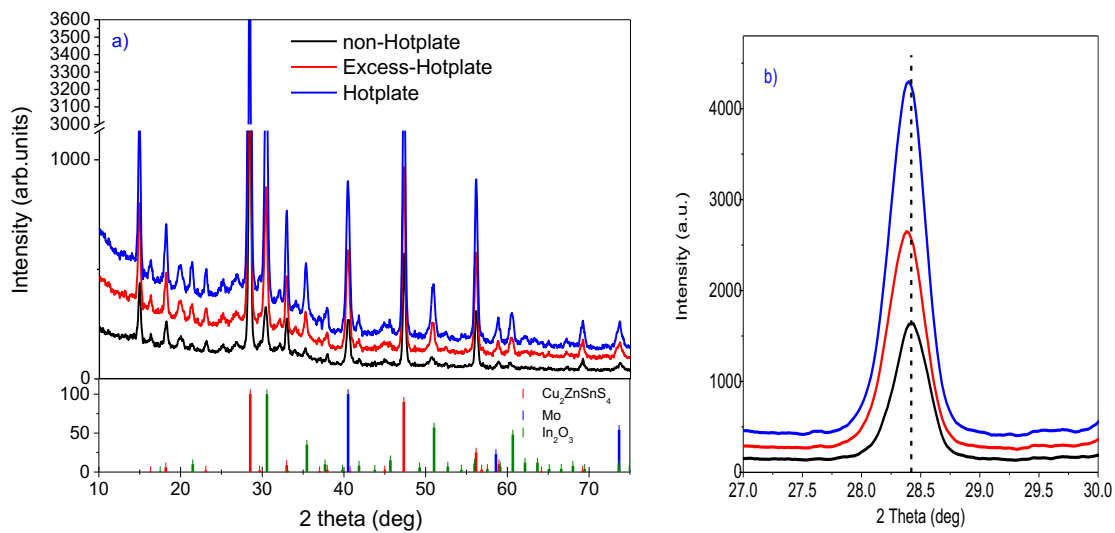 a)
non-Hotplate
Excess-Hotplate
Hotplate
Intensity (arb.units)
3600
3500
3400
3300
3200
3100
3000
1000
0
100
75
50
25
0
Cu₂ZnSnS₄
Mo
In₂O₃
10 20 30 40 50 60 70
2 theta (deg)
b)
Intensity (a.u.)
4000
3000
2000
1000
0
27.0 27.5 28.0 28.5 29.0 29.5 30.0
2 Theta (deg)